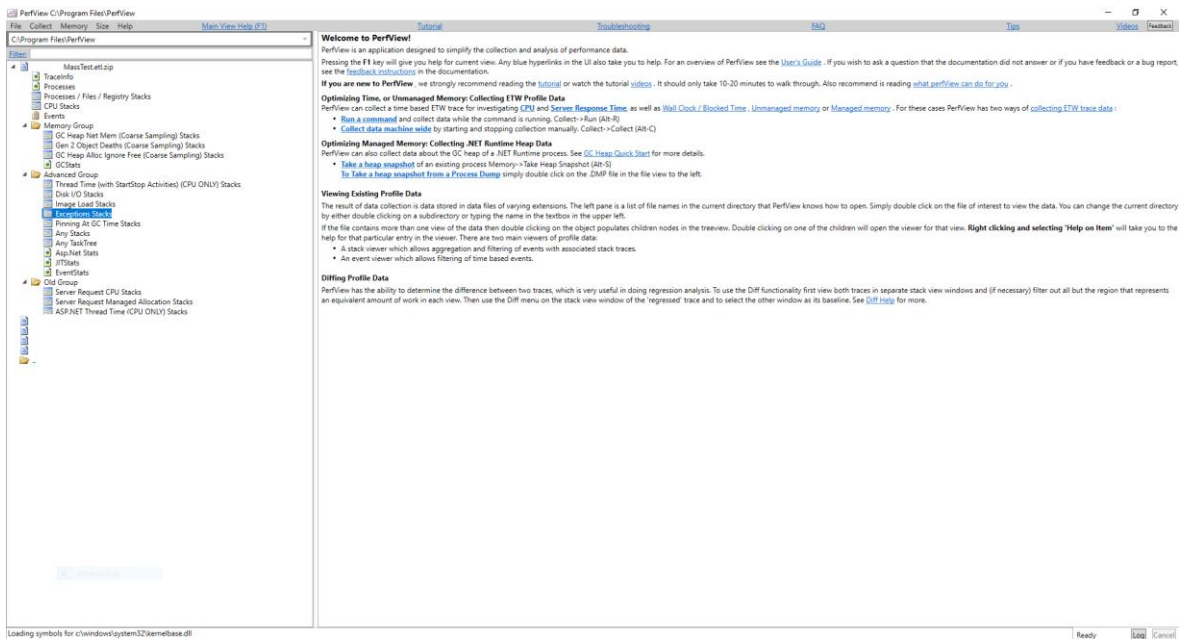 PerfView C:\Program Files\PerfView
File Collect Memory Size Help Main View Help (F1) Tutorial Troubleshooting FAQ Tips Videos Feedback
C:\Program Files\PerfView
Filter:
MassTest.etl.zip
TraceInfo
Processes
Processes / Files / Registry Stacks
CPU Stacks
Events
Memory Group
GC Heap Net Mem (Coarse Sampling) Stacks
Gen 2 Object Deaths (Coarse Sampling) Stacks
GC Heap Alloc Ignore Free (Coarse Sampling) Stacks
GCStats
Advanced Group
Thread Time (with StartStop Activities) (CPU ONLY) Stacks
Disk I/O Stacks
Image Load Stacks
Exceptions Stacks
Pinning At GC Time Stacks
Any Stacks
Any TaskTree
Asp.Net Stats
JITStats
EventStats
Old Group
Server Request CPU Stacks
Server Request Managed Allocation Stacks
ASP.NET Thread Time (CPU ONLY) Stacks
..
Welcome to PerfView!
PerfView is an application designed to simplify the collection and analysis of performance data.
Pressing the F1 key will give you help for current view. Any blue hyperlinks in the UI also take you to help. For an overview of PerfView see the User's Guide . If you wish to ask a question that the documentation did not answer or if you have feedback or a bug report,
see the feedback instructions in the documentation.
If you are new to PerfView , we strongly recommend reading the tutorial or watch the tutorial videos . It should only take 10-20 minutes to walk through. Also recommend is reading what perfView can do for you .
Optimizing Time, or Unmanaged Memory: Collecting ETW Profile Data
PerfView can collect a time based ETW trace for investigating CPU and Server Response Time, as well as Wall Clock / Blocked Time , Unmanaged memory or Managed memory . For these cases PerfView has two ways of collecting ETW trace data :
• Run a command and collect data while the command is running. Collect->Run (Alt-R)
• Collect data machine wide by starting and stopping collection manually. Collect->Collect (Alt-C)
Optimizing Managed Memory: Collecting .NET Runtime Heap Data
PerfView can also collect data about the GC heap of a .NET Runtime process. See GC Heap Quick Start for more details.
• Take a heap snapshot of an existing process Memory->Take Heap Snapshot (Alt-S)
To Take a heap snapshot from a Process Dump simply double click on the .DMP file in the file view to the left.
Viewing Existing Profile Data
The result of data collection is data stored in data files of varying extensions. The left pane is a list of file names in the current directory that PerfView knows how to open. Simply double click on the file of interest to view the data. You can change the current directory
by either double clicking on a subdirectory or typing the name in the textbox in the upper left.
If the file contains more than one view of the data then double clicking on the object populates children nodes in the treeview. Double clicking on one of the children will open the viewer for that view. Right clicking and selecting 'Help on Item' will take you to the
help for that particular entry in the viewer. There are two main viewers of profile data:
• A stack viewer which allows aggregation and filtering of events with associated stack traces.
• An event viewer which allows filtering of time based events.
Diffing Profile Data
PerfView has the ability to determine the difference between two traces, which is very useful in doing regression analysis. To use the Diff functionality first view both traces in separate stack view windows and (if necessary) filter out all but the region that represents
an equivalent amount of work in each view. Then use the Diff menu on the stack view window of the 'regressed' trace and to select the other window as its baseline. See Diff Help for more.
Loading symbols for c:\windows\system32\kernelbase.dll Ready Log Cancel